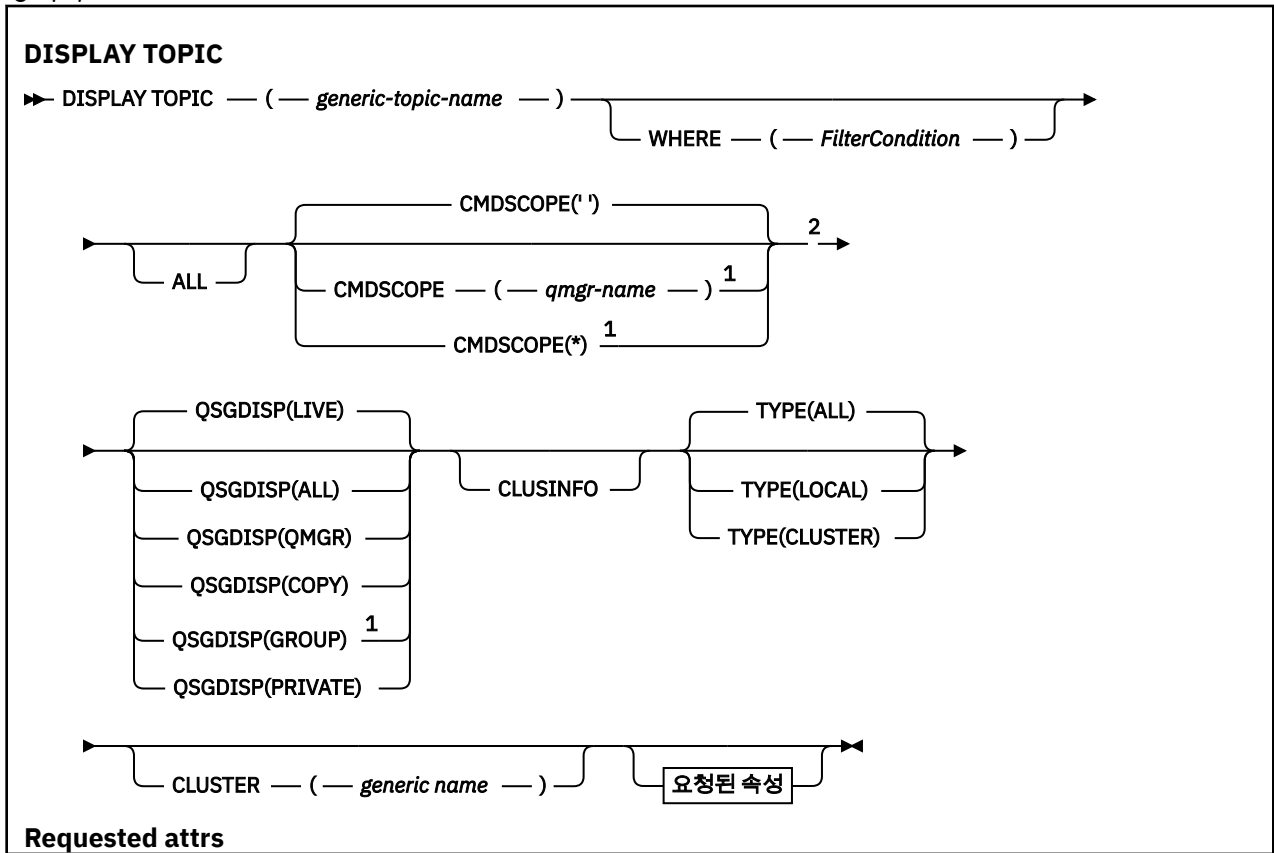 DISPLAY TOPIC
DISPLAY TOPIC ( generic-topic-name )
WHERE ( FilterCondition )
CMDSCOPE(' ')
2
ALL
CMDSCOPE ( qmgr-name ) 1
CMDSCOPE(*) 1
QSGDISP(LIVE) TYPE(ALL)
QSGDISP(ALL) CLUSINFO TYPE(LOCAL)
QSGDISP(QMGR) TYPE(CLUSTER)
QSGDISP(COPY)
QSGDISP(GROUP) 1
QSGDISP(PRIVATE)
CLUSTER ( generic name ) 요청된 속성
Requested attrs